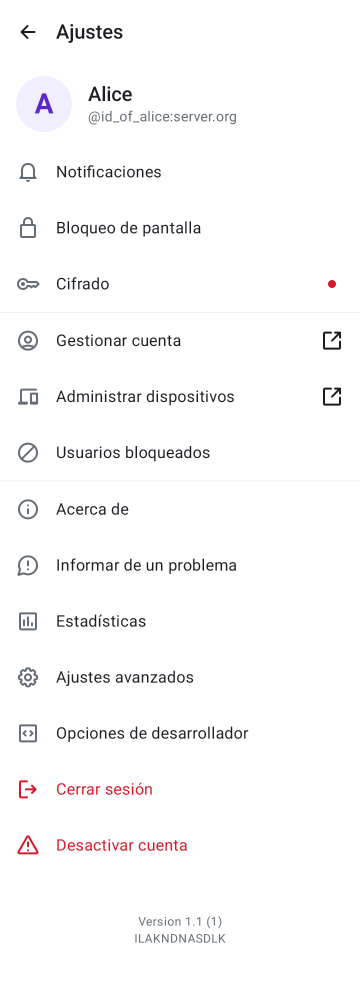 Ajustes
A
Alice
@id_of_alice:server.org
Notificaciones
Bloqueo de pantalla
Cifrado
Gestionar cuenta
Administrar dispositivos
Usuarios bloqueados
Acerca de
Informar de un problema
Estadísticas
Ajustes avanzados
Opciones de desarrollador
Cerrar sesión
Desactivar cuenta
Version 1.1 (1)
ILAKNDNASDLK